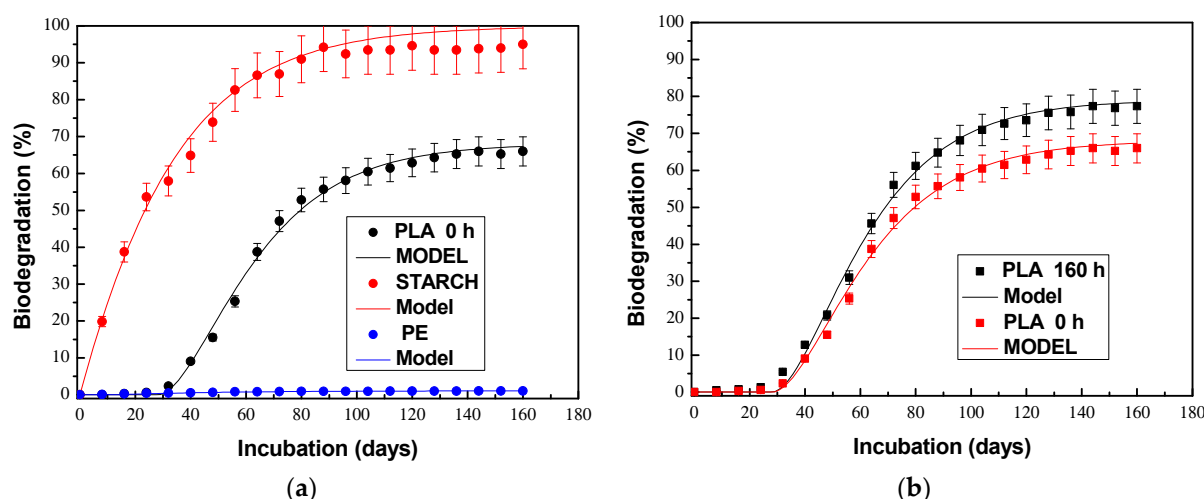 100
90
80
70
60
50
40
30
20
10
0
Biodegradation (%)
PLA 0 h
MODEL
STARCH
Model
PE
Model
0 20 40 60 80 100 120 140 160
Incubation (days)
(a)
100
90
80
70
60
50
40
30
20
10
0
Biodegradation (%)
PLA 160 h
Model
PLA 0 h
MODEL
0 20 40 60 80 100 120 140 160
Incubation (days)
(b)